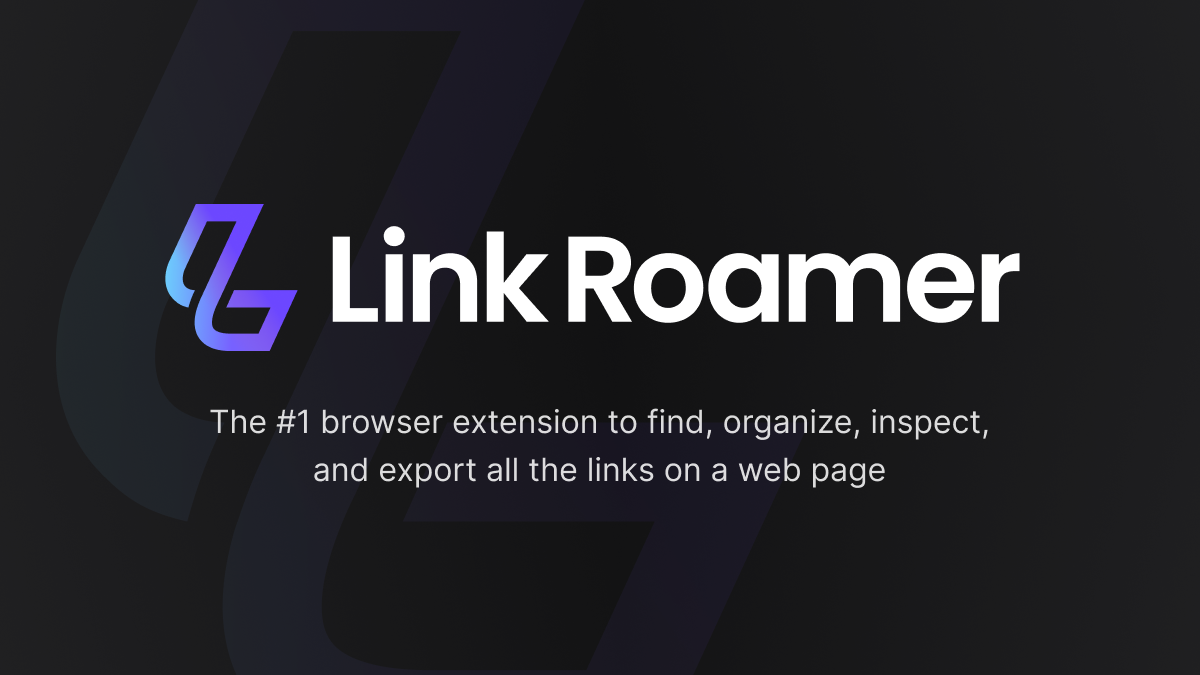 Link Roamer
The #1 browser extension to find, organize, inspect,
and export all the links on a web page